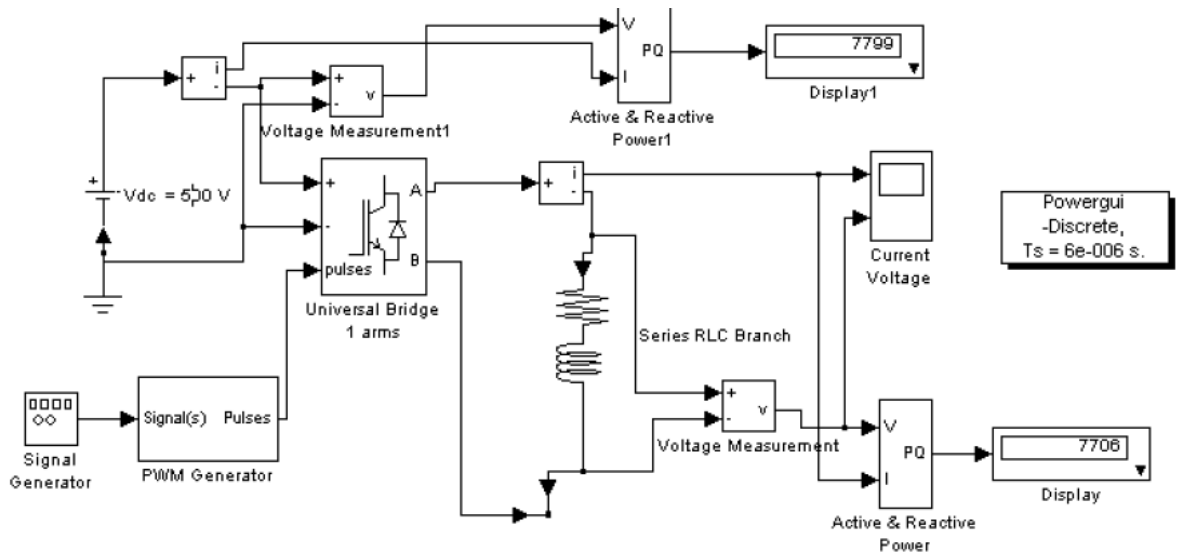 V
PQ
I
7799
Display1
Active & Reactive
Power1
+
i
-
+
-
v
Voltage Measurement1
+
Vdc = 500 V
+
-
pulses
A
B
Universal Bridge
1 arms
+
i
-
Current
Voltage
Powergui
-Discrete,
Ts = 6e-006 s.
Series RLC Branch
+
-
v
Voltage Measurement
Signal
Generator
Signal(s) Pulses
PWM Generator
V
PQ
I
7706
Display
Active & Reactive
Power